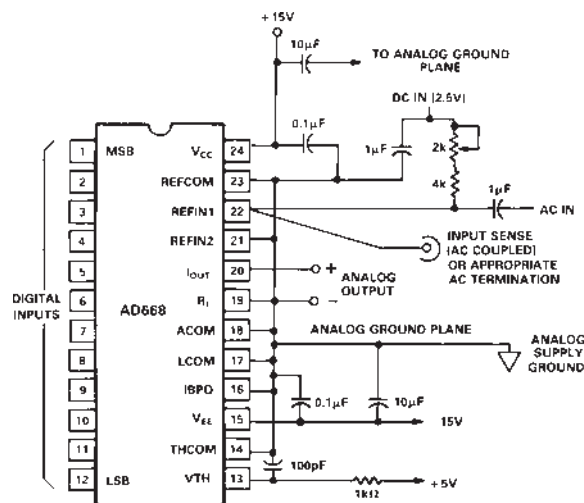 +15V
10µF
TO ANALOG GROUND
PLANE
DC IN (2.5V)
0.1µF
1µF
2k
4k
1µF
AC IN
1 MSB
VCC 24
2
REFCOM 23
3
REFIN1 22
4
REFIN2 21
5
IOUT 20
6
RL 19
7
ACOM 18
8
LCOM 17
9
IBPO 16
10
VEE 15
11
THCOM 14
12 LSB
VTH 13
AD668
DIGITAL
INPUTS
INPUT SENSE
(AC COUPLED)
OR APPROPRIATE
AC TERMINATION
+
ANALOG
OUTPUT
–
ANALOG GROUND PLANE
ANALOG
SUPPLY
GROUND
0.1µF
10µF
15V
100pF
1kΩ
+5V